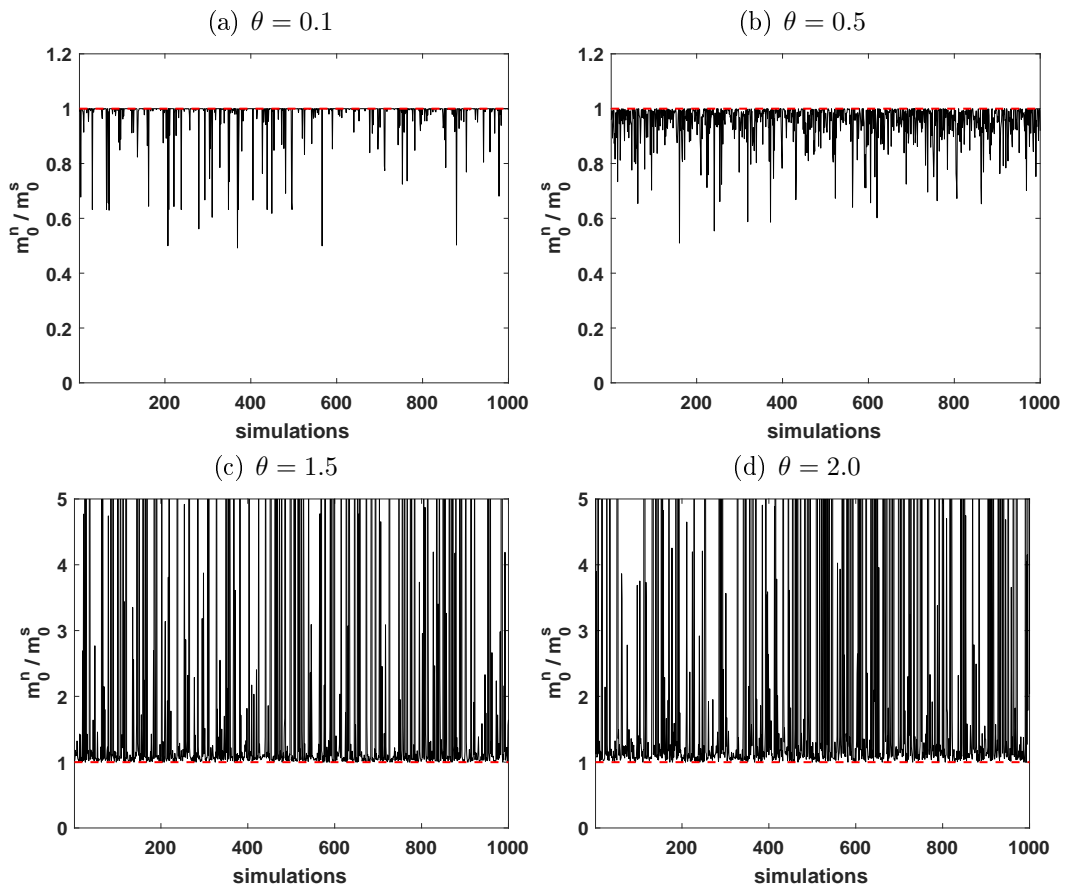 (a) θ = 0.1
1.2
1
0.8
0.6
0.4
0.2
0
m₀ⁿ / m₀ˢ
200 400 600 800 1000
simulations
(b) θ = 0.5
1.2
1
0.8
0.6
0.4
0.2
0
m₀ⁿ / m₀ˢ
200 400 600 800 1000
simulations
(c) θ = 1.5
5
4
3
2
1
0
m₀ⁿ / m₀ˢ
200 400 600 800 1000
simulations
(d) θ = 2.0
5
4
3
2
1
0
m₀ⁿ / m₀ˢ
200 400 600 800 1000
simulations